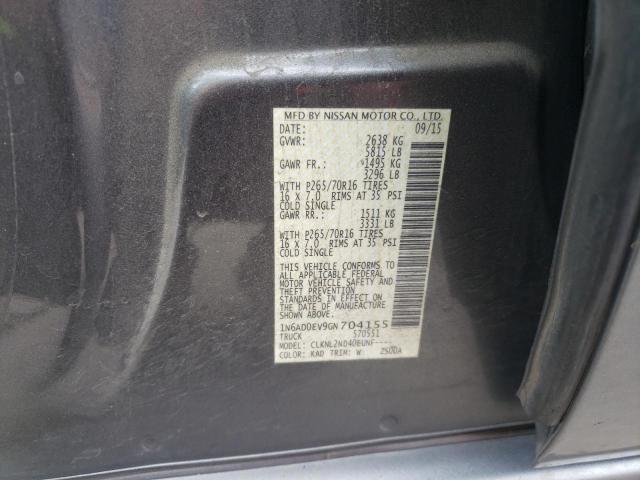 MFD BY NISSAN MOTOR CO., LTD.
DATE: 09/15
GVWR: 2638 KG
5815 LB
GAWR FR.: 1495 KG
3296 LB
WITH P265/70R16 TIRES
16 X 7.0 RIMS AT 35 PSI
COLD SINGLE
GAWR RR.: 1511 KG
3331 LB
WITH P265/70R16 TIRES
16 X 7.0 RIMS AT 35 PSI
COLD SINGLE
THIS VEHICLE CONFORMS TO
ALL APPLICABLE FEDERAL
MOTOR VEHICLE SAFETY AND
THEFT PREVENTION
STANDARDS IN EFFECT ON
THE DATE OF MANUFACTURE
SHOWN ABOVE.
1N6AD0EV9GN704155
TRUCK 570551
MODEL: CLKNL2ND40EUNF----
COLOR: KAD TRIM: W 2500A